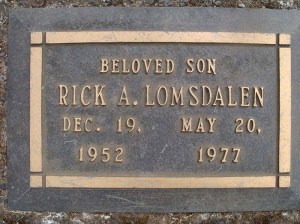 BELOVED SON
RICK A. LOMSDALEN
DEC. 19, MAY 20,
1952 1977